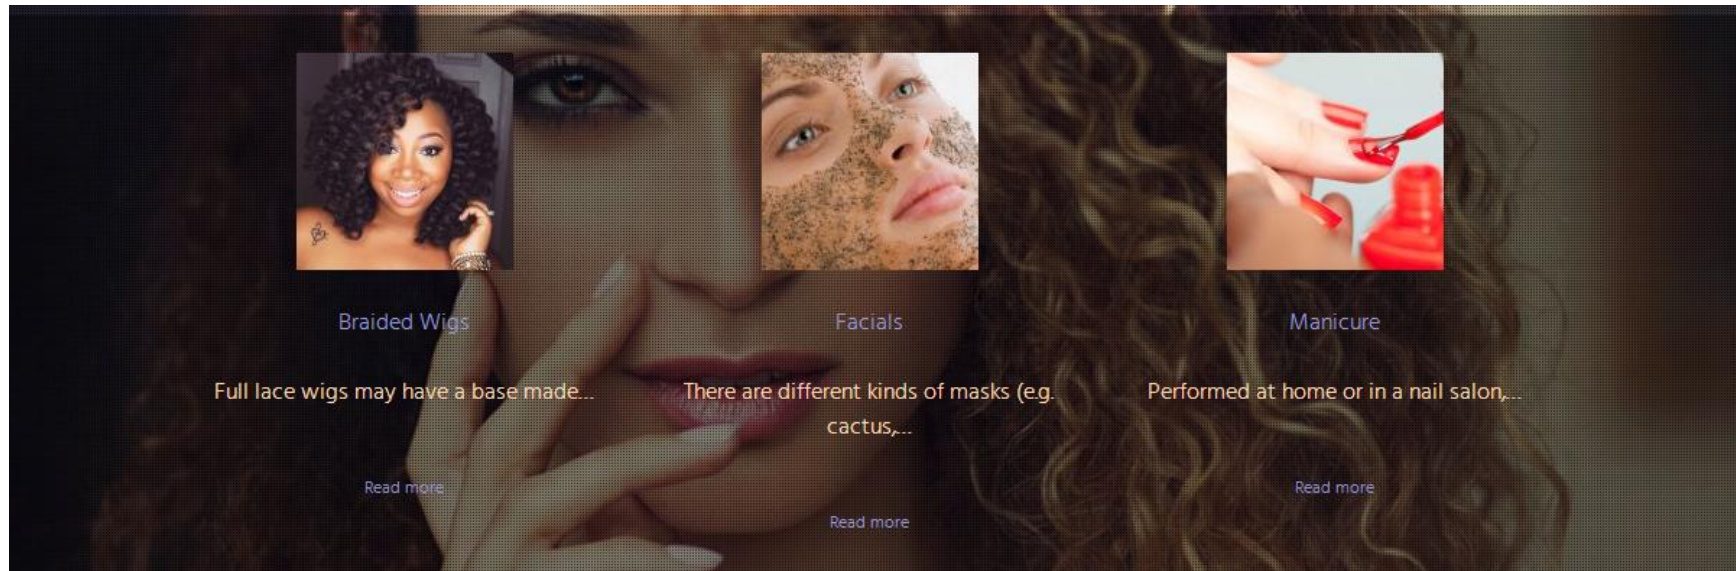 Braided Wigs
Full lace wigs may have a base made...
Read more
Facials
There are different kinds of masks (e.g.
cactus,...
Read more
Manicure
Performed at home or in a nail salon,...
Read more